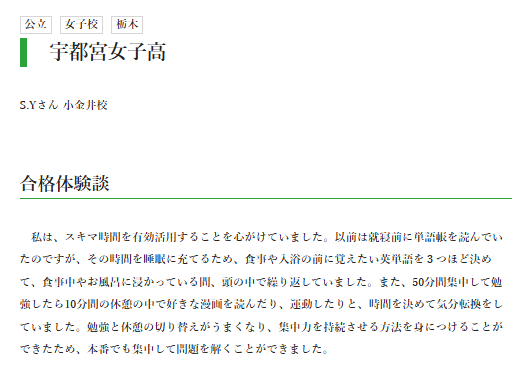 公立 女子校 栃木
宇都宮女子高
S.Yさん 小金井校
合格体験談
私は、スキマ時間を有効活用することを心がけていました。以前は就寝前に単語帳を読んでい
たのですが、その時間を睡眠に充てるため、食事や入浴の前に覚えたい英単語を３つほど決め
て、食事中やお風呂に浸かっている間、頭の中で繰り返していました。また、50分間集中して勉
強したら10分間の休憩の中で好きな漫画を読んだり、運動したりと、時間を決めて気分転換をし
ていました。勉強と休憩の切り替えがうまくなり、集中力を持続させる方法を身につけることが
できたため、本番でも集中して問題を解くことができました。